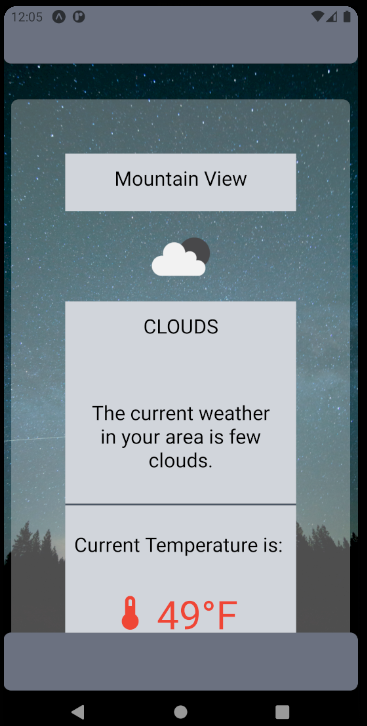 12:05
Mountain View
CLOUDS
The current weather
in your area is few
clouds.
Current Temperature is:
49°F